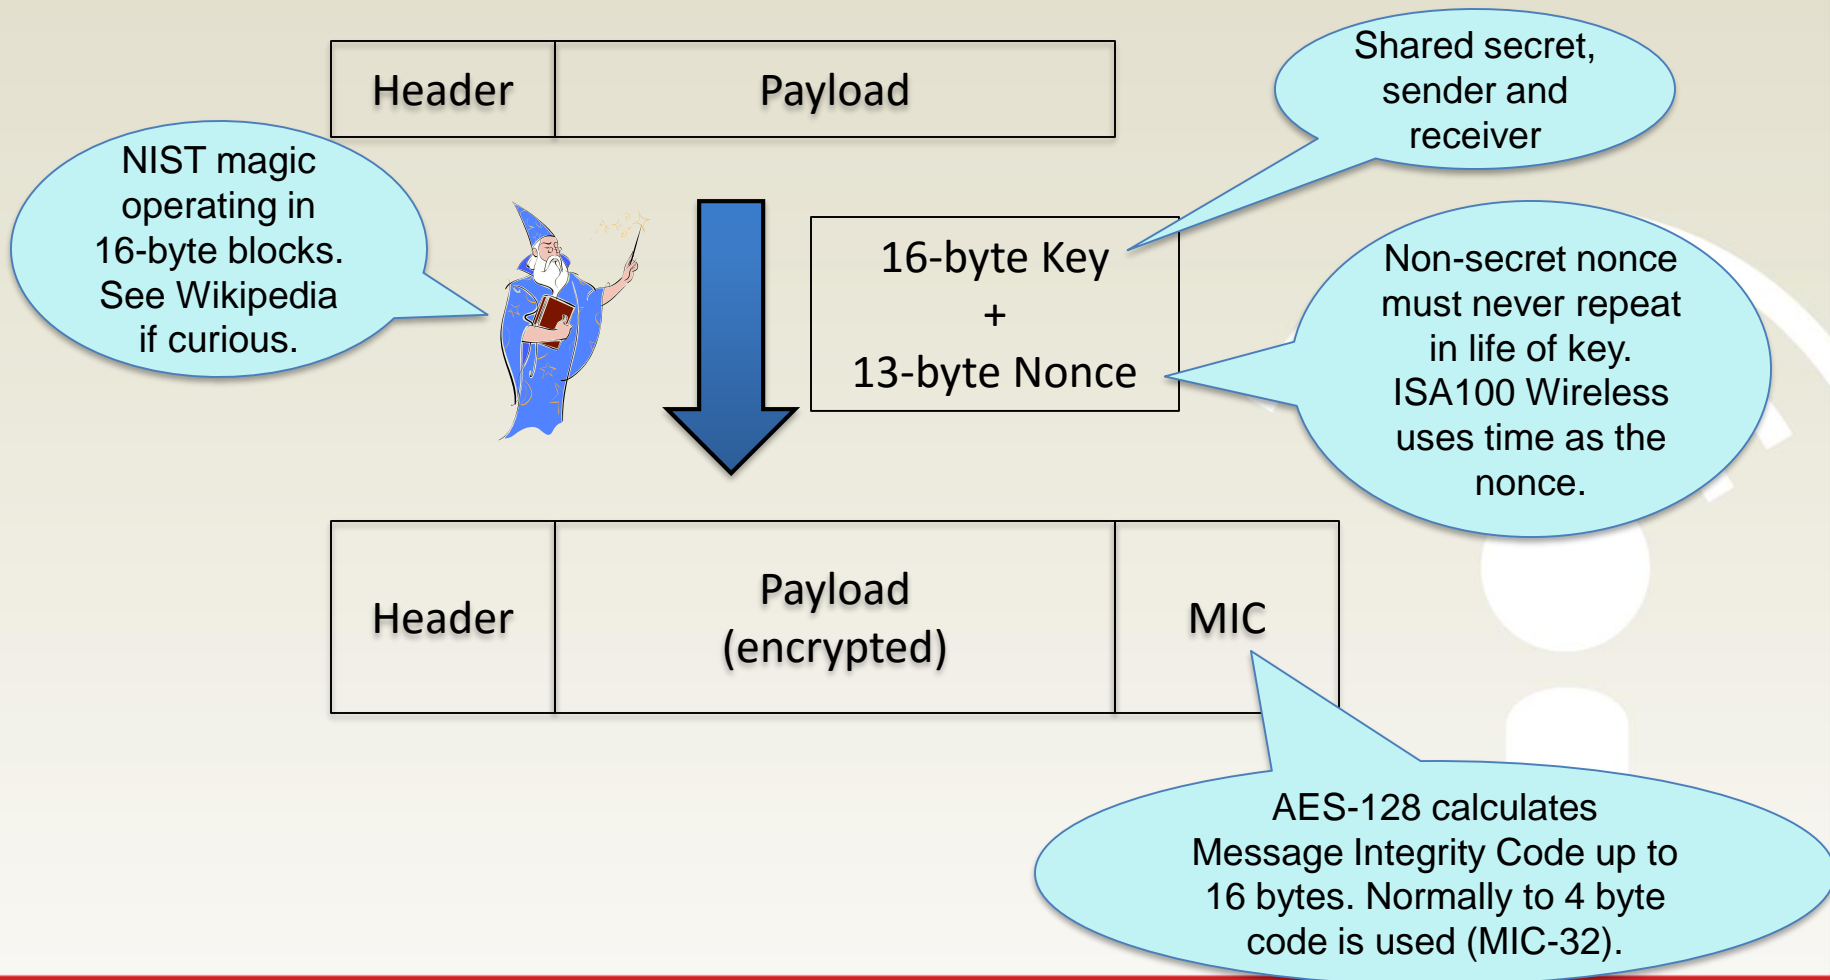 Header
Payload
Shared secret,
sender and
receiver
NIST magic
operating in
16-byte blocks.
See Wikipedia
if curious.
16-byte Key
+
13-byte Nonce
Non-secret nonce
must never repeat
in life of key.
ISA100 Wireless
uses time as the
nonce.
Header
Payload
(encrypted)
MIC
AES-128 calculates
Message Integrity Code up to
16 bytes. Normally to 4 byte
code is used (MIC-32).